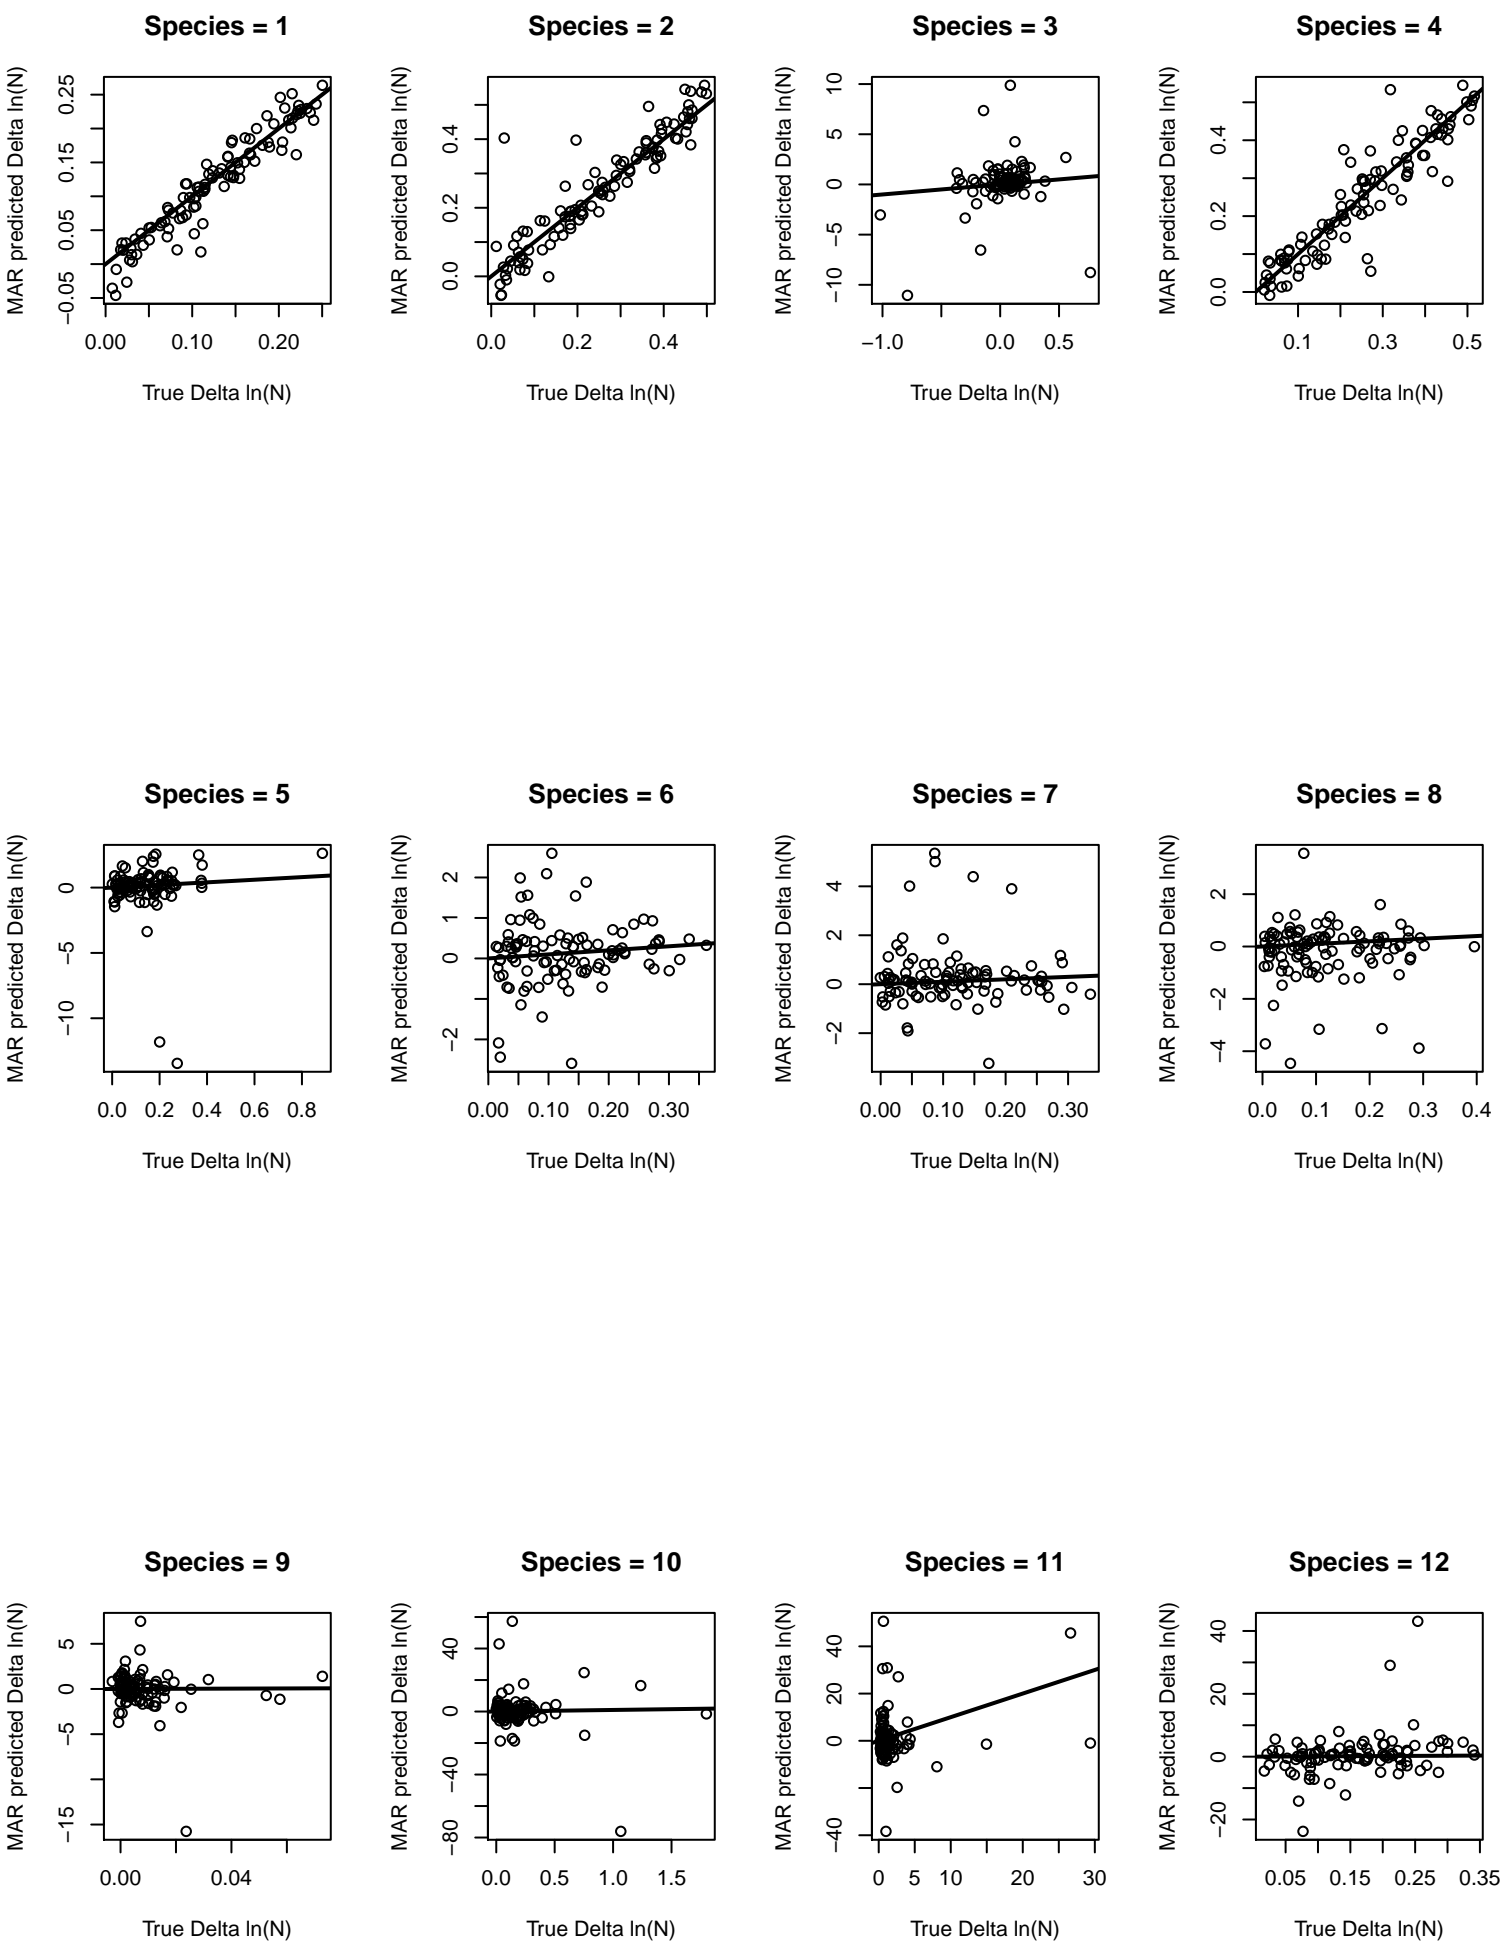 Species = 1
MAR predicted Delta ln(N)
−0.05 0.05 0.15 0.25
0.00 0.10 0.20
True Delta ln(N)
Species = 2
MAR predicted Delta ln(N)
0.0 0.2 0.4
0.0 0.2 0.4
True Delta ln(N)
Species = 3
MAR predicted Delta ln(N)
−10 −5 0 5 10
−1.0 0.0 0.5
True Delta ln(N)
Species = 4
MAR predicted Delta ln(N)
0.0 0.2 0.4
0.1 0.3 0.5
True Delta ln(N)
Species = 5
MAR predicted Delta ln(N)
−10 −5 0
0.0 0.2 0.4 0.6 0.8
True Delta ln(N)
Species = 6
MAR predicted Delta ln(N)
−2 0 1 2
0.00 0.10 0.20 0.30
True Delta ln(N)
Species = 7
MAR predicted Delta ln(N)
−2 0 2 4
0.00 0.10 0.20 0.30
True Delta ln(N)
Species = 8
MAR predicted Delta ln(N)
−4 −2 0 2
0.0 0.1 0.2 0.3 0.4
True Delta ln(N)
Species = 9
MAR predicted Delta ln(N)
−15 −5 0 5
0.00 0.04
True Delta ln(N)
Species = 10
MAR predicted Delta ln(N)
−80 −40 0 40
0.0 0.5 1.0 1.5
True Delta ln(N)
Species = 11
MAR predicted Delta ln(N)
−40 0 20 40
0 5 10 20 30
True Delta ln(N)
Species = 12
MAR predicted Delta ln(N)
−20 0 20 40
0.05 0.15 0.25 0.35
True Delta ln(N)